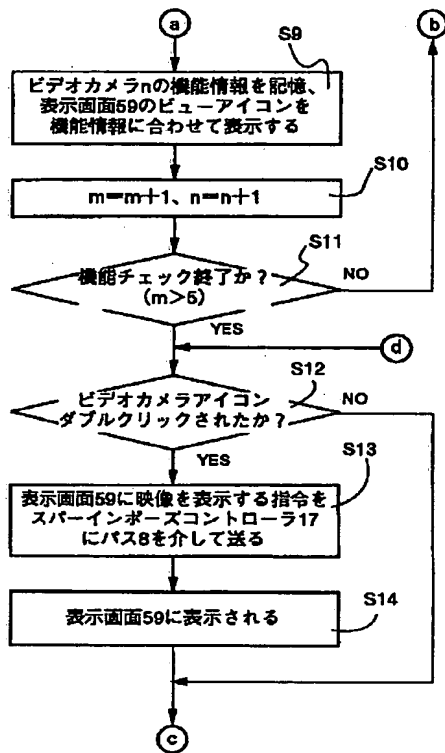 a
b
S9
ビデオカメラnの機能情報を記憶、
表示画面59のビューアイコンを
機能情報に合わせて表示する
S10
m=m+1、n=n+1
S11
機能チェック終了か?
(m>5)
NO
YES
d
S12
ビデオカメラアイコン
ダブルクリックされたか?
NO
YES
S13
表示画面59に映像を表示する指令を
スパーインポーズコントローラ17
にバス8を介して送る
S14
表示画面59に表示される
c